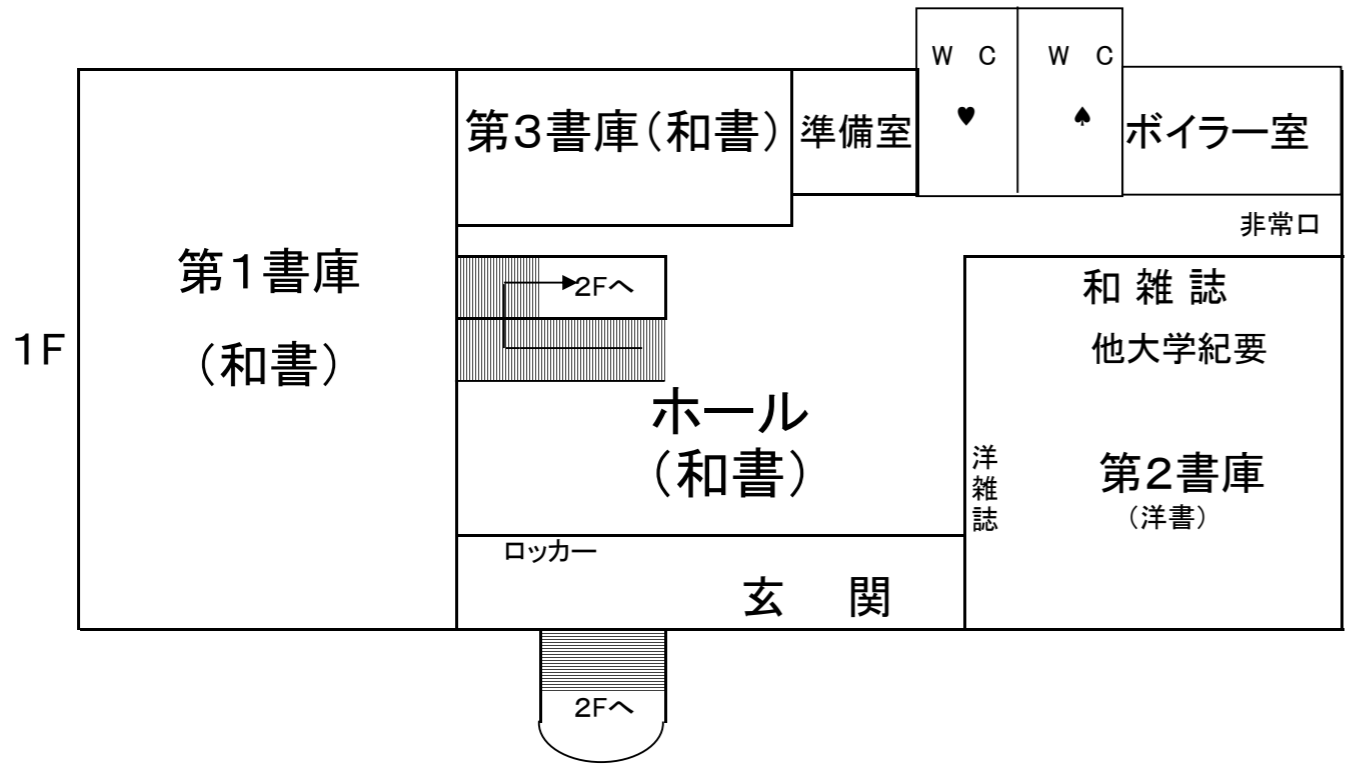 W C
W C
♥
♠
第3書庫(和書)
準備室
ボイラー室
非常口
第1書庫
(和書)
1F
2Fへ
和雑誌
他大学紀要
ホール
(和書)
洋雑誌
第2書庫
(洋書)
ロッカー
玄関
2Fへ